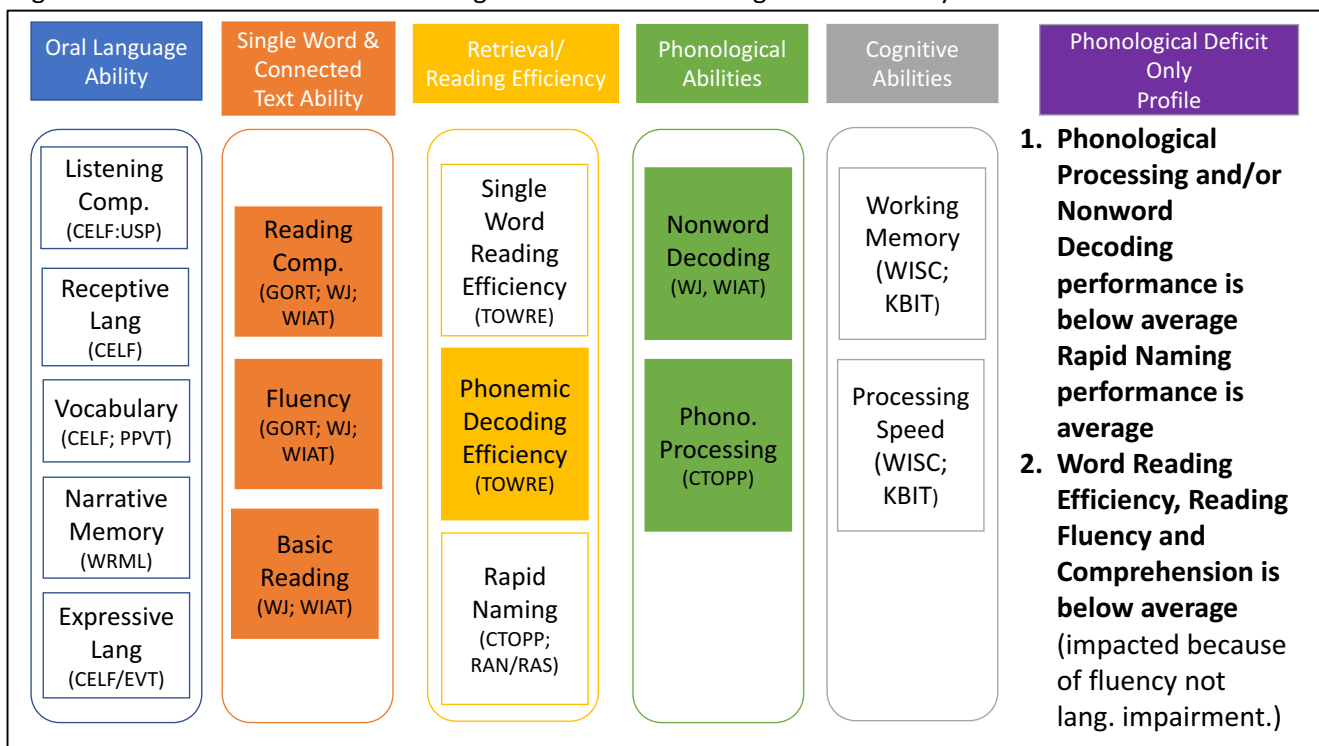 Oral Language
Ability
Single Word &
Connected
Text Ability
Retrieval/
Reading Efficiency
Phonological
Abilities
Cognitive
Abilities
Phonological Deficit
Only
Profile
Listening
Comp.
(CELF:USP)
Receptive
Lang
(CELF)
Vocabulary
(CELF; PPVT)
Narrative
Memory
(WRML)
Expressive
Lang
(CELF/EVT)
Reading
Comp.
(GORT; WJ;
WIAT)
Fluency
(GORT; WJ;
WIAT)
Basic
Reading
(WJ; WIAT)
Single
Word
Reading
Efficiency
(TOWRE)
Phonemic
Decoding
Efficiency
(TOWRE)
Rapid
Naming
(CTOPP;
RAN/RAS)
Nonword
Decoding
(WJ, WIAT)
Phono.
Processing
(CTOPP)
Working
Memory
(WISC;
KBIT)
Processing
Speed
(WISC;
KBIT)
1. Phonological
Processing and/or
Nonword
Decoding
performance is
below average
Rapid Naming
performance is
average
2. Word Reading
Efficiency, Reading
Fluency and
Comprehension is
below average
(impacted because
of fluency not
lang. impairment.)